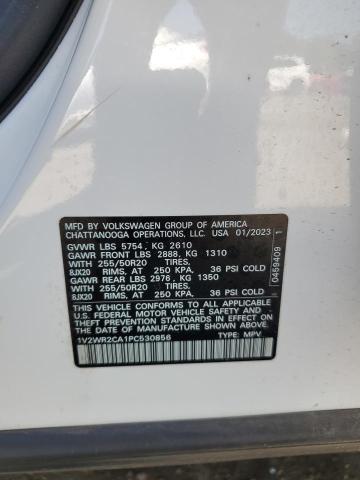 MFD. BY VOLKSWAGEN GROUP OF AMERICA
CHATTANOOGA OPERATIONS, LLC. USA 01/2023
GVWR LBS 5754, KG 2610
GAWR FRONT LBS 2888, KG 1310
WITH 255/50R20 TIRES,
8JX20 RIMS, AT 250 KPA, 36 PSI COLD
GAWR REAR LBS 2976, KG 1350
WITH 255/50R20 TIRES,
8JX20 RIMS, AT 250 KPA, 36 PSI COLD
THIS VEHICLE CONFORMS TO ALL APPLICABLE
U.S. FEDERAL MOTOR VEHICLE SAFETY AND
THEFT PREVENTION STANDARDS IN EFFECT ON
THE DATE OF MANUFACTURE SHOWN ABOVE
1V2WR2CA1PC530856 TYPE: MPV
0459409 1